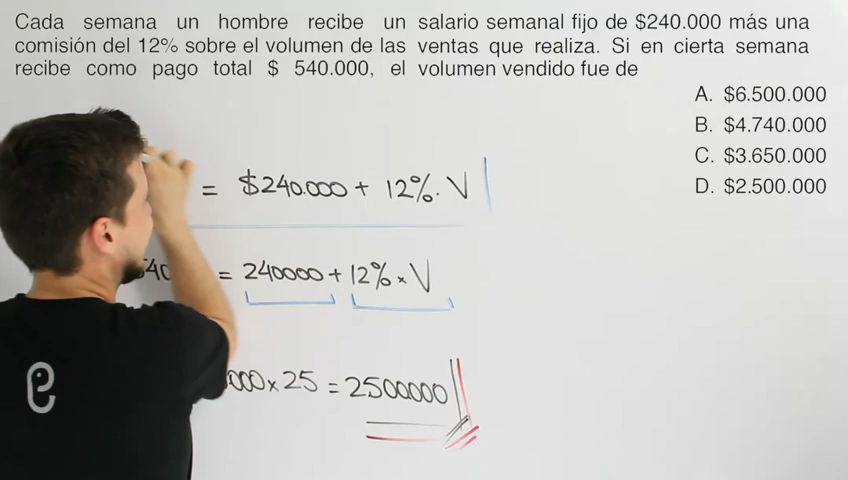 Cada semana un hombre recibe un salario semanal fijo de $240.000 más una
comisión del 12% sobre el volumen de las ventas que realiza. Si en cierta semana
recibe como pago total $ 540.000, el volumen vendido fue de
A. $6.500.000
B. $4.740.000
C. $3.650.000
D. $2.500.000
= $240.000 + 12%. V
= 240000 + 12% × V
000 × 25 = 2500000
e